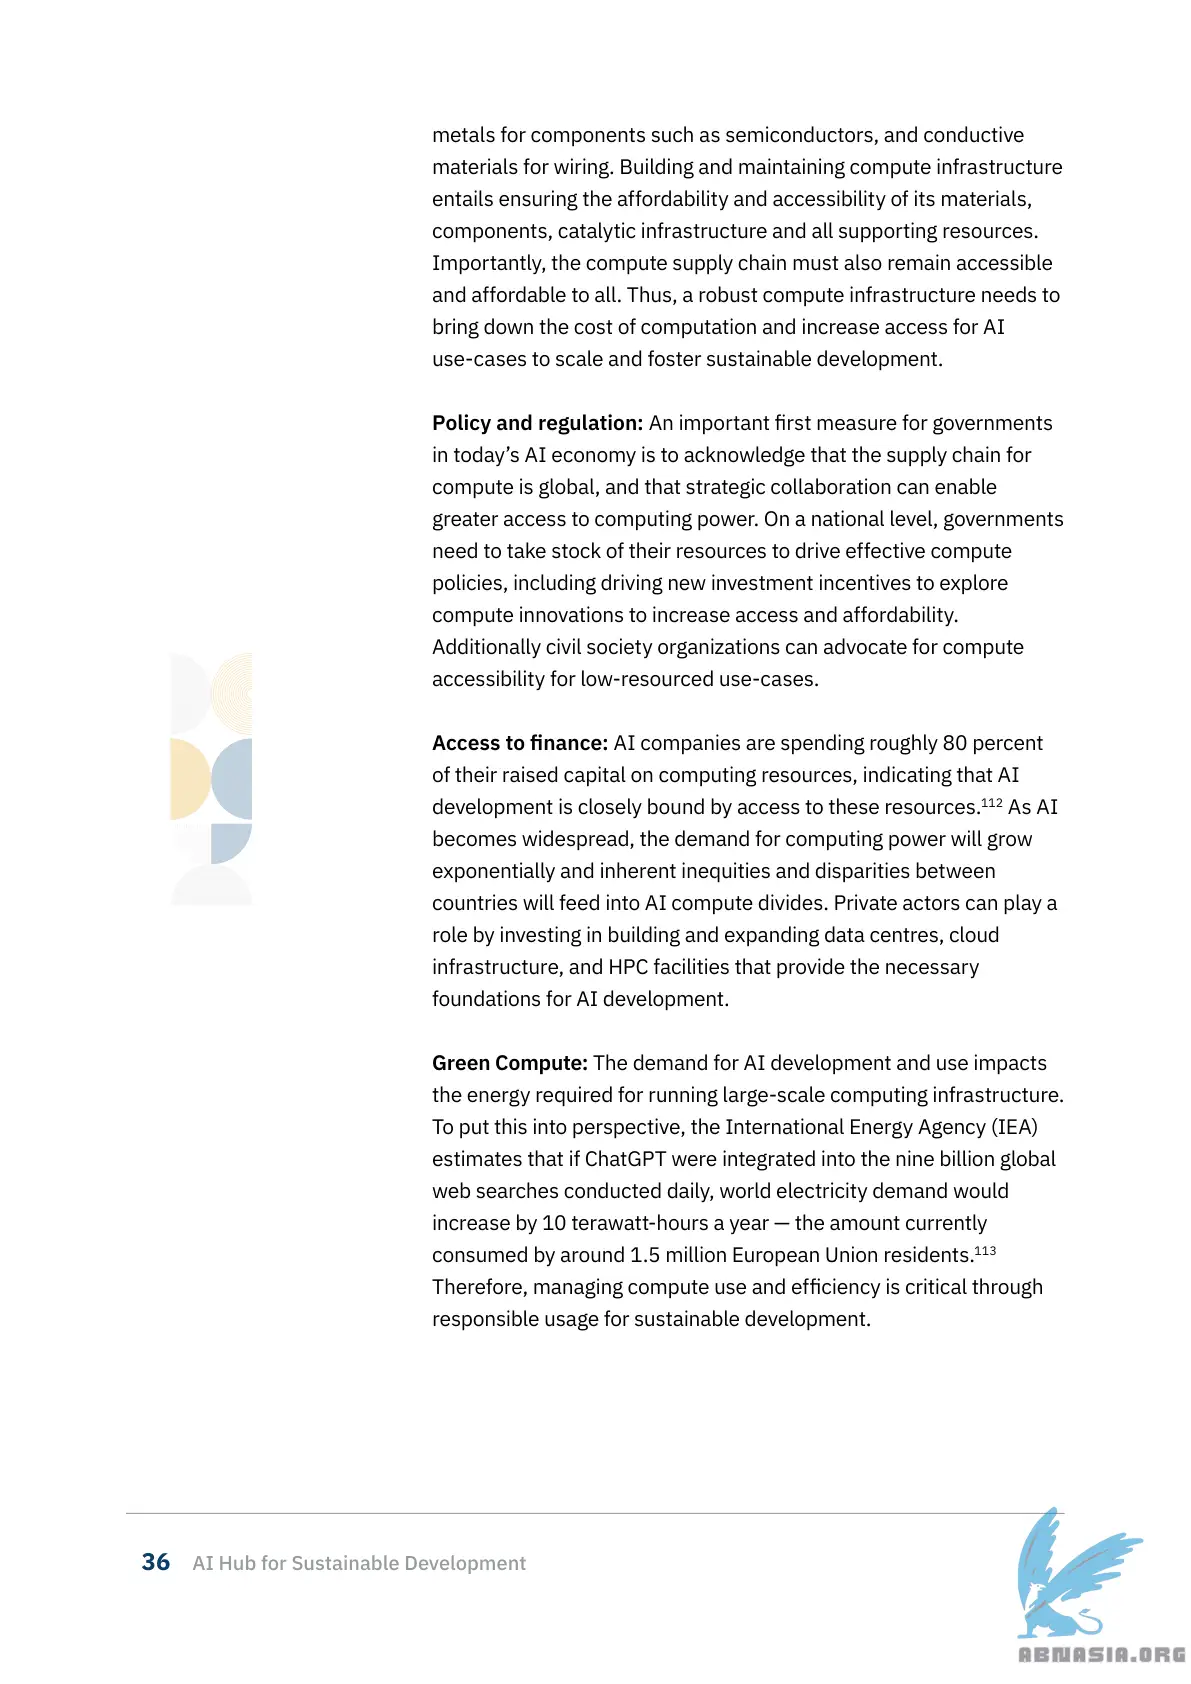 metals for components such as semiconductors, and conductive
materials for wiring. Building and maintaining compute infrastructure
entails ensuring the affordability and accessibility of its materials,
components, catalytic infrastructure and all supporting resources.
Importantly, the compute supply chain must also remain accessible
and affordable to all. Thus, a robust compute infrastructure needs to
bring down the cost of computation and increase access for AI
use-cases to scale and foster sustainable development.
Policy and regulation: An important first measure for governments
in today’s AI economy is to acknowledge that the supply chain for
compute is global, and that strategic collaboration can enable
greater access to computing power. On a national level, governments
need to take stock of their resources to drive effective compute
policies, including driving new investment incentives to explore
compute innovations to increase access and affordability.
Additionally civil society organizations can advocate for compute
accessibility for low-resourced use-cases.
Access to finance: AI companies are spending roughly 80 percent
of their raised capital on computing resources, indicating that AI
development is closely bound by access to these resources.112 As AI
becomes widespread, the demand for computing power will grow
exponentially and inherent inequities and disparities between
countries will feed into AI compute divides. Private actors can play a
role by investing in building and expanding data centres, cloud
infrastructure, and HPC facilities that provide the necessary
foundations for AI development.
Green Compute: The demand for AI development and use impacts
the energy required for running large-scale computing infrastructure.
To put this into perspective, the International Energy Agency (IEA)
estimates that if ChatGPT were integrated into the nine billion global
web searches conducted daily, world electricity demand would
increase by 10 terawatt-hours a year — the amount currently
consumed by around 1.5 million European Union residents.113
Therefore, managing compute use and efficiency is critical through
responsible usage for sustainable development.
36 AI Hub for Sustainable Development
ABNASIA.ORG